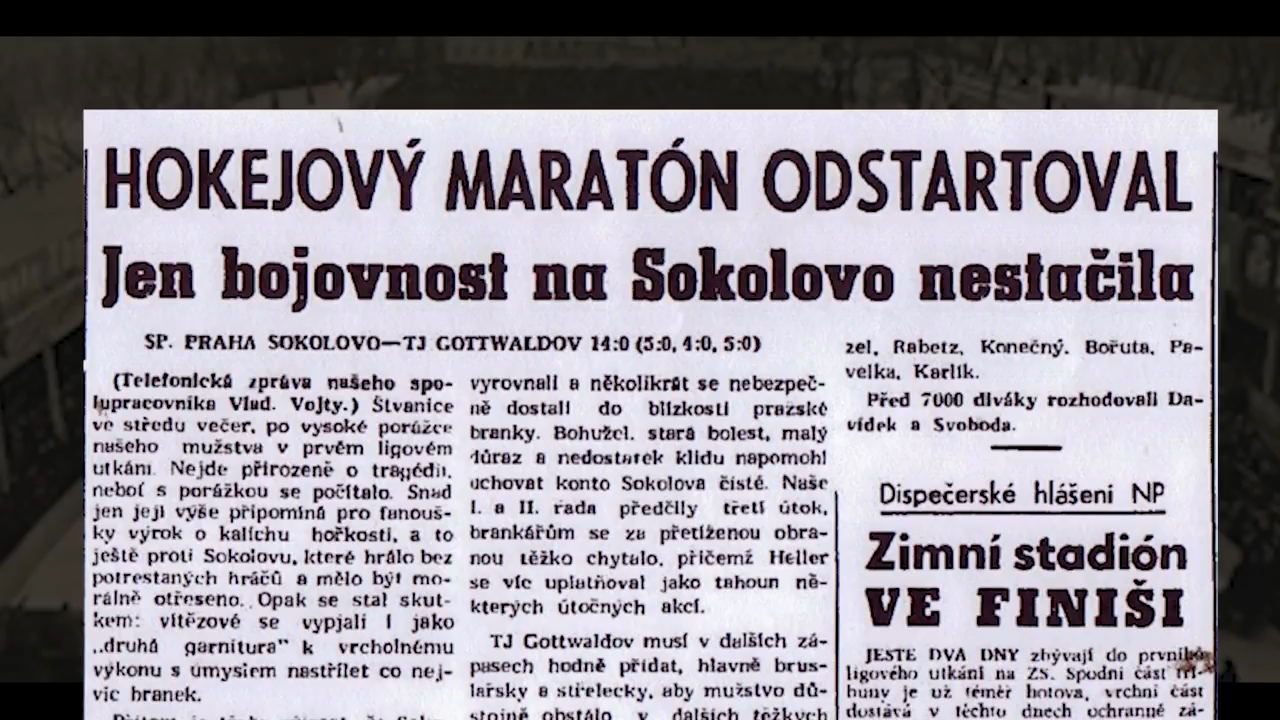 HOKEJOVÝ MARATÓN ODSTARTOVAL
Jen bojovnost na Sokolovo nestačila
SP. PRAHA SOKOLOVO—TJ GOTTWALDOV 14:0 (5:0, 4:0, 5:0)
(Telefonická zpráva našeho spo-
lupracovníka Vlad. Vojty.) Štvanice
ve středu večer, po vysoké porážce
našeho mužstva v prvém ligovém
utkání. Nejde přirozeně o tragédii,
neboť s porážkou se počítalo. Snad
jen její výše připomíná pro fanouš-
ky výrok o kalichu hořkosti, a to
ještě proti Sokolovu, které hrálo bez
potrestaných hráčů a mělo být mo-
rálně otřeseno. Opak se stal skut-
kem: vítězové se vypjali i jako
„druhá garnitura" k vrcholnému
výkonu s úmyslem nastřílet co nej-
víc branek.
vyrovnali a několikrát se nebezpeč-
ně dostali do blízkosti pražské
branky. Bohužel, stará bolest, malý
důraz a nedostatek klidu napomohl
uchovat konto Sokolova čisté. Naše
I. a II. řada předčily třetí útok,
brankářům se za přetíženou obra-
nou těžko chytalo, přičemž Heller
se víc uplatňoval jako tahoun ně-
kterých útočných akcí.
TJ Gottwaldov musí v dalších zá-
pasech hodně přidat, hlavně brus-
lařsky a střelecky, aby mužstvo dů-
stojně obstálo v dalších těžkých
zel, Rabetz, Konečný, Bořuta, Pa-
velka, Karlík.
Před 7000 diváky rozhodovali Da-
vídek a Svoboda.
Dispečerské hlášení NP
Zimní stadión
VE FINIŠI
JEŠTĚ DVA DNY zbývají do prvního
ligového utkání na ZS. Spodní část tri-
buny je už téměř hotova, vrchní část
dostává v těchto dnech ochranné zá-